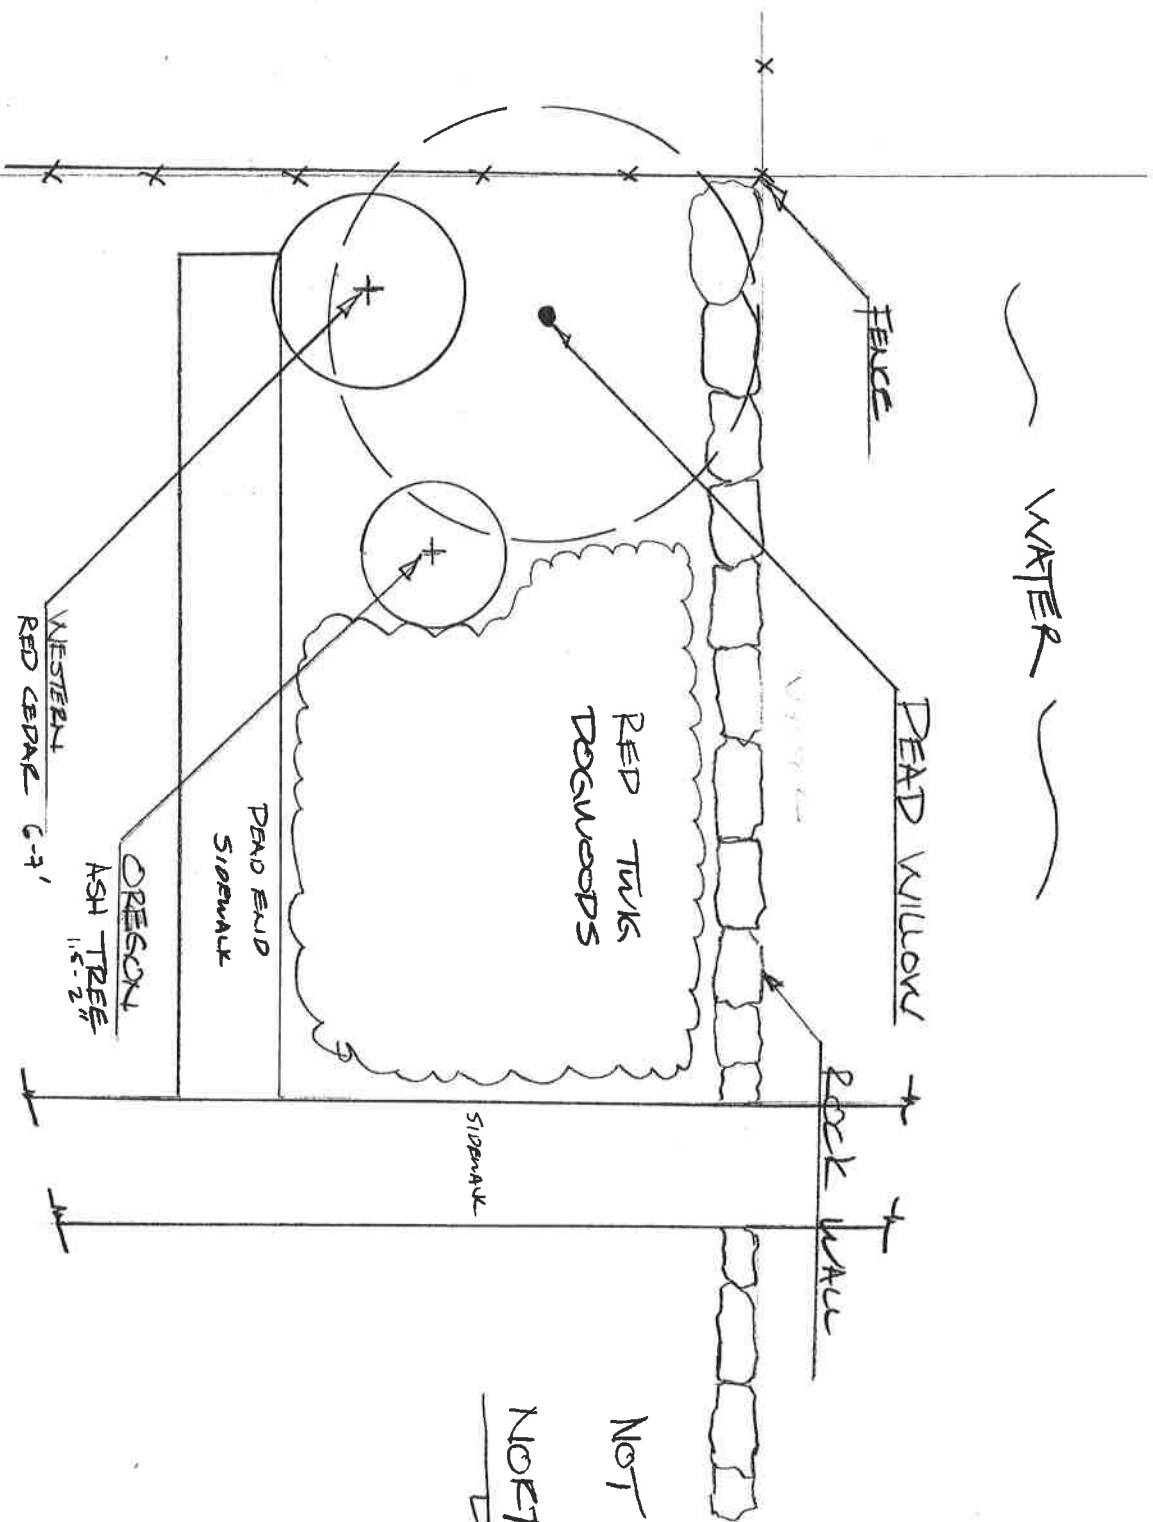 ~ WATER ~
FENCE
DEAD WILLOW
ROCK WALL
RED TWIG
DOGWOODS
SIDEWALK
NOT
NORT
DEAD END
SIDEWALK
OREGON
ASH TREE
1.5-2"
WESTERN
RED CEDAR 6-7'